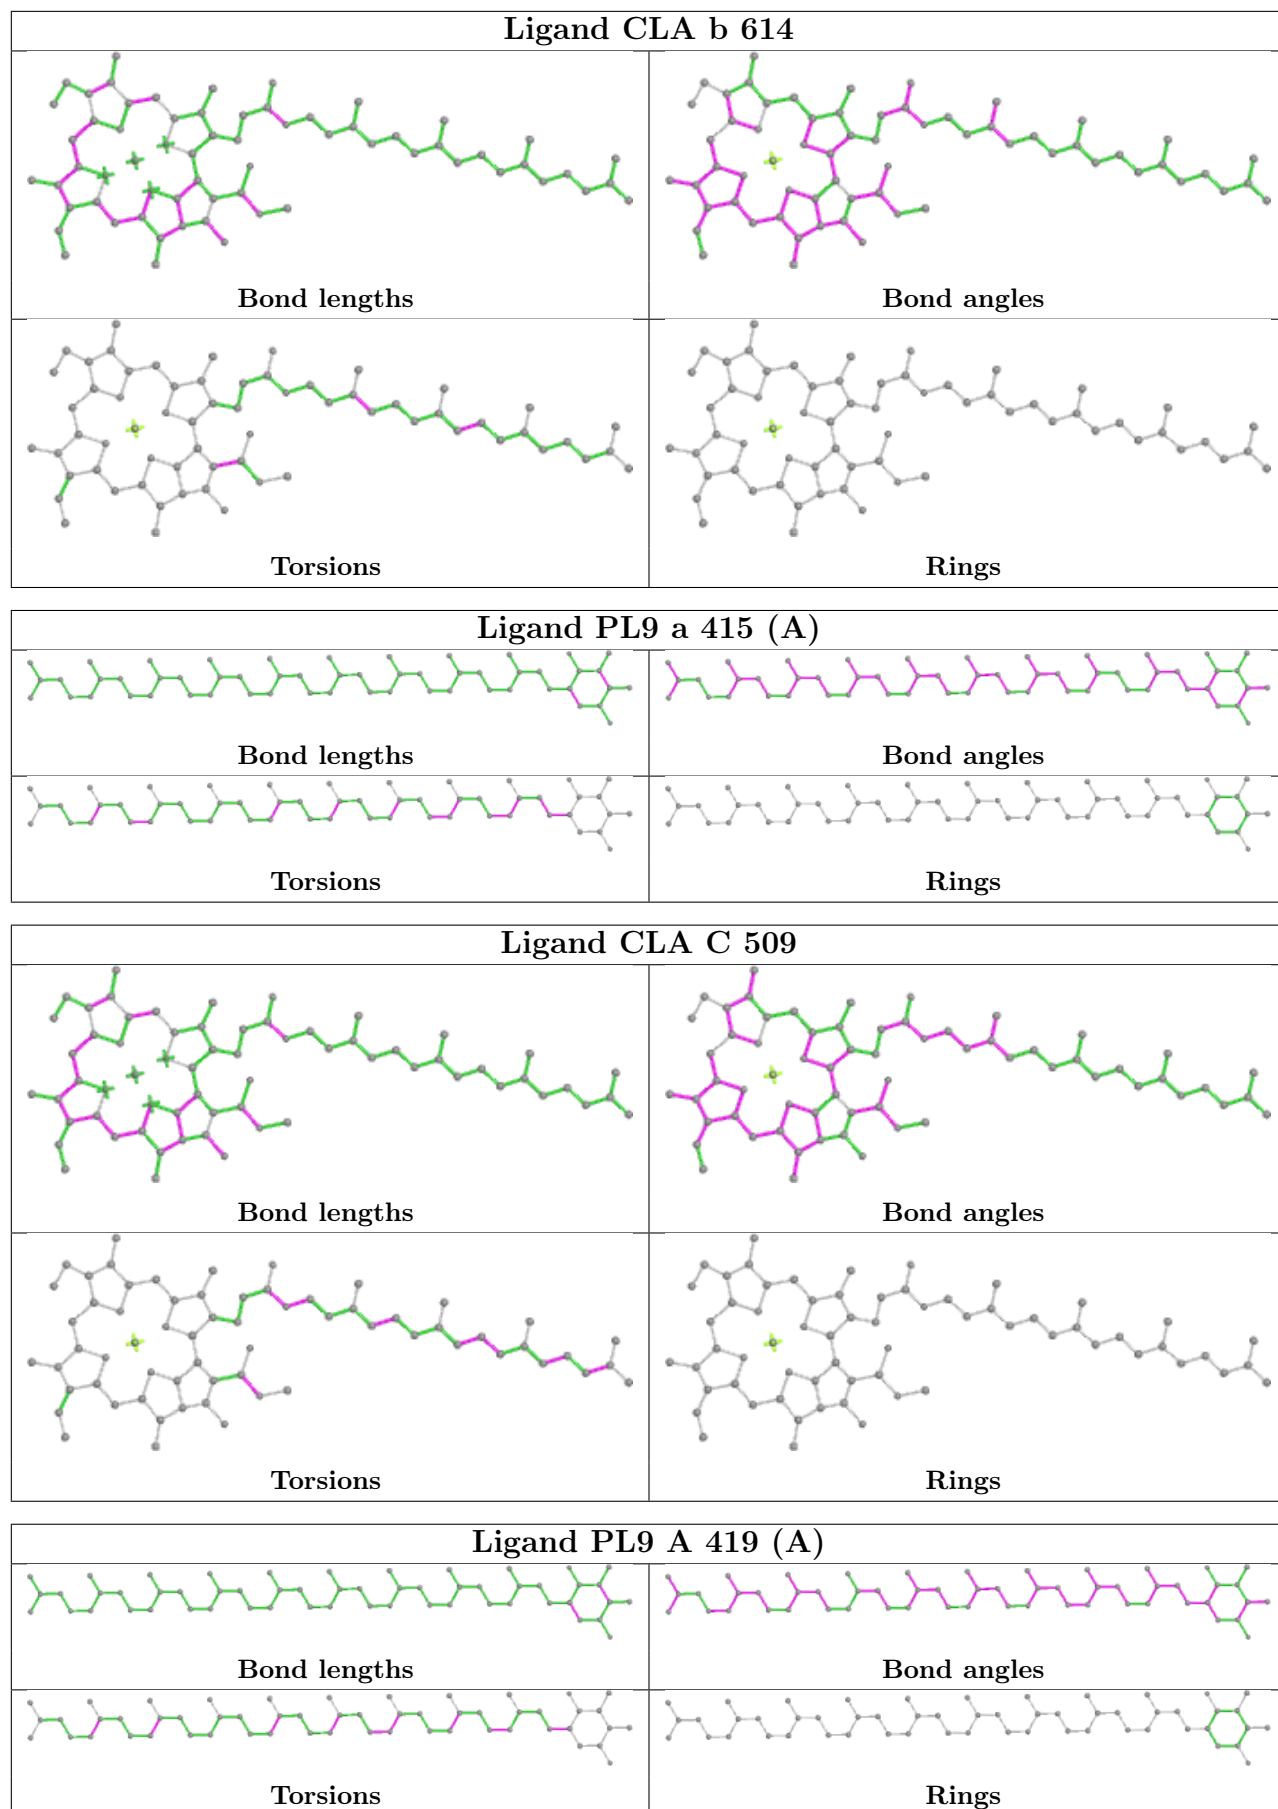 Ligand CLA b 614
Bond lengths
Bond angles
Torsions
Rings
Ligand PL9 a 415 (A)
Bond lengths
Bond angles
Torsions
Rings
Ligand CLA C 509
Bond lengths
Bond angles
Torsions
Rings
Ligand PL9 A 419 (A)
Bond lengths
Bond angles
Torsions
Rings